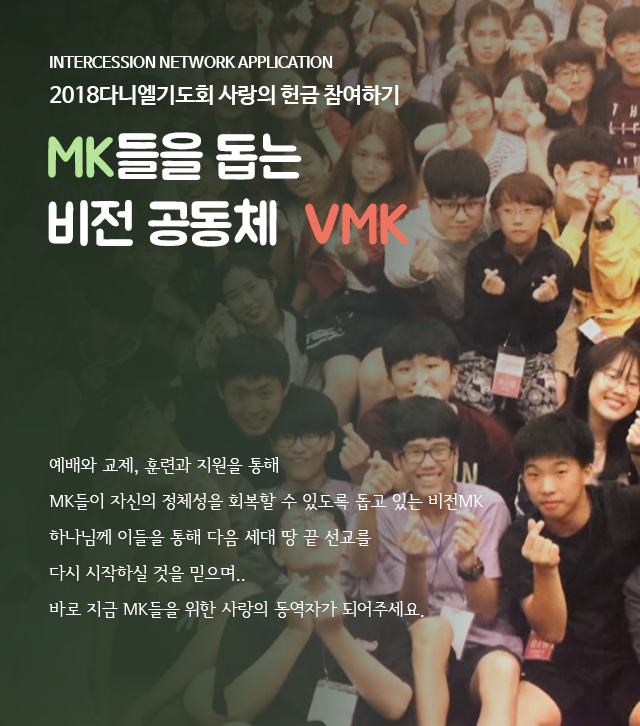 INTERCESSION NETWORK APPLICATION
2018다니엘기도회 사랑의 헌금 참여하기
MK들을 돕는
비전 공동체 VMK
예배와 교제, 훈련과 지원을 통해
MK들이 자신의 정체성을 회복할 수 있도록 돕고 있는 비전MK
하나님께 이들을 통해 다음 세대 땅 끝 선교를
다시 시작하실 것을 믿으며..
바로 지금 MK들을 위한 사랑의 동역자가 되어주세요.